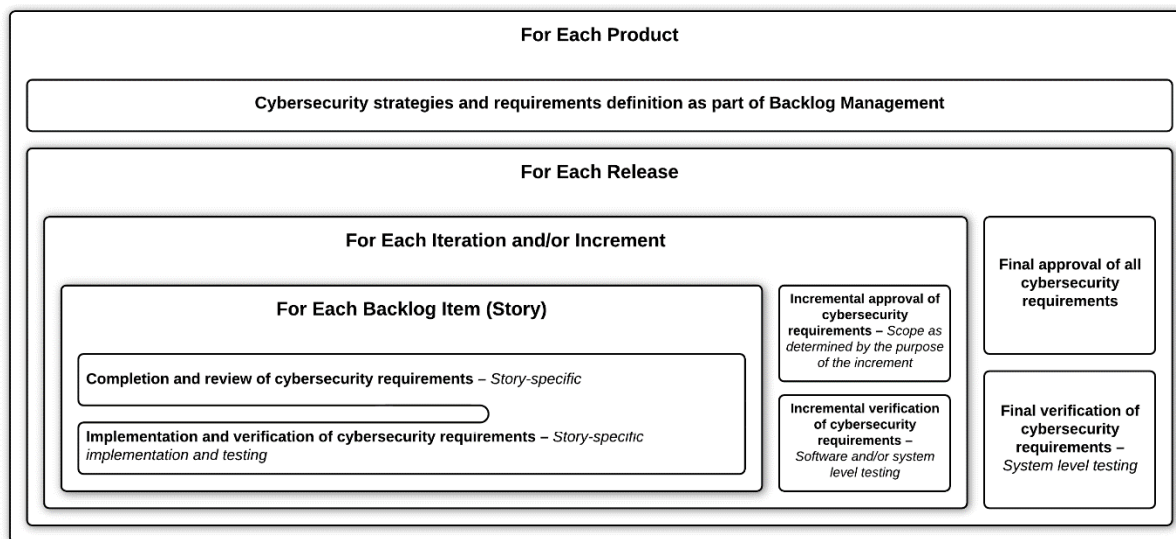 For Each Product
Cybersecurity strategies and requirements definition as part of Backlog Management
For Each Release
For Each Iteration and/or Increment
For Each Backlog Item (Story)
Completion and review of cybersecurity requirements – Story-specific
Implementation and verification of cybersecurity requirements – Story-specific
implementation and testing
Incremental approval of
cybersecurity
requirements – Scope as
determined by the purpose
of the increment
Incremental verification
of cybersecurity
requirements –
Software and/or system
level testing
Final approval of all
cybersecurity
requirements
Final verification of
cybersecurity
requirements –
System level testing